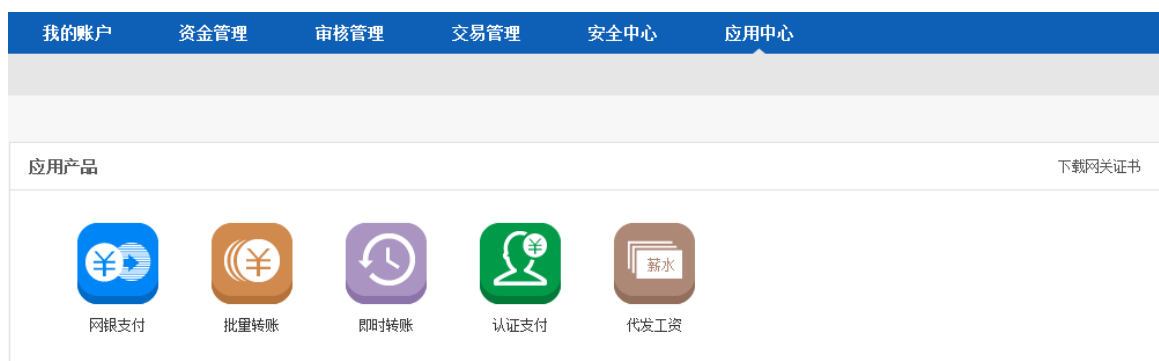 我的账户 资金管理 审核管理 交易管理 安全中心 应用中心
应用产品 下载网关证书
薪水
网银支付 批量转账 即时转账 认证支付 代发工资